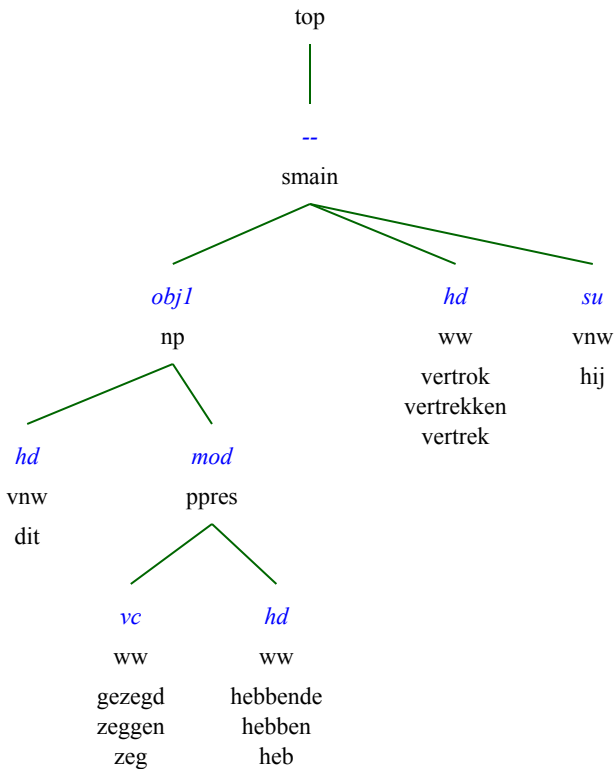 top
--
smain
obj1 hd su
np ww vnw
vertrok hij
vertrekken
vertrek
hd mod
vnw ppres
dit
vc hd
ww ww
gezegd hebbende
zeggen hebben
zeg heb